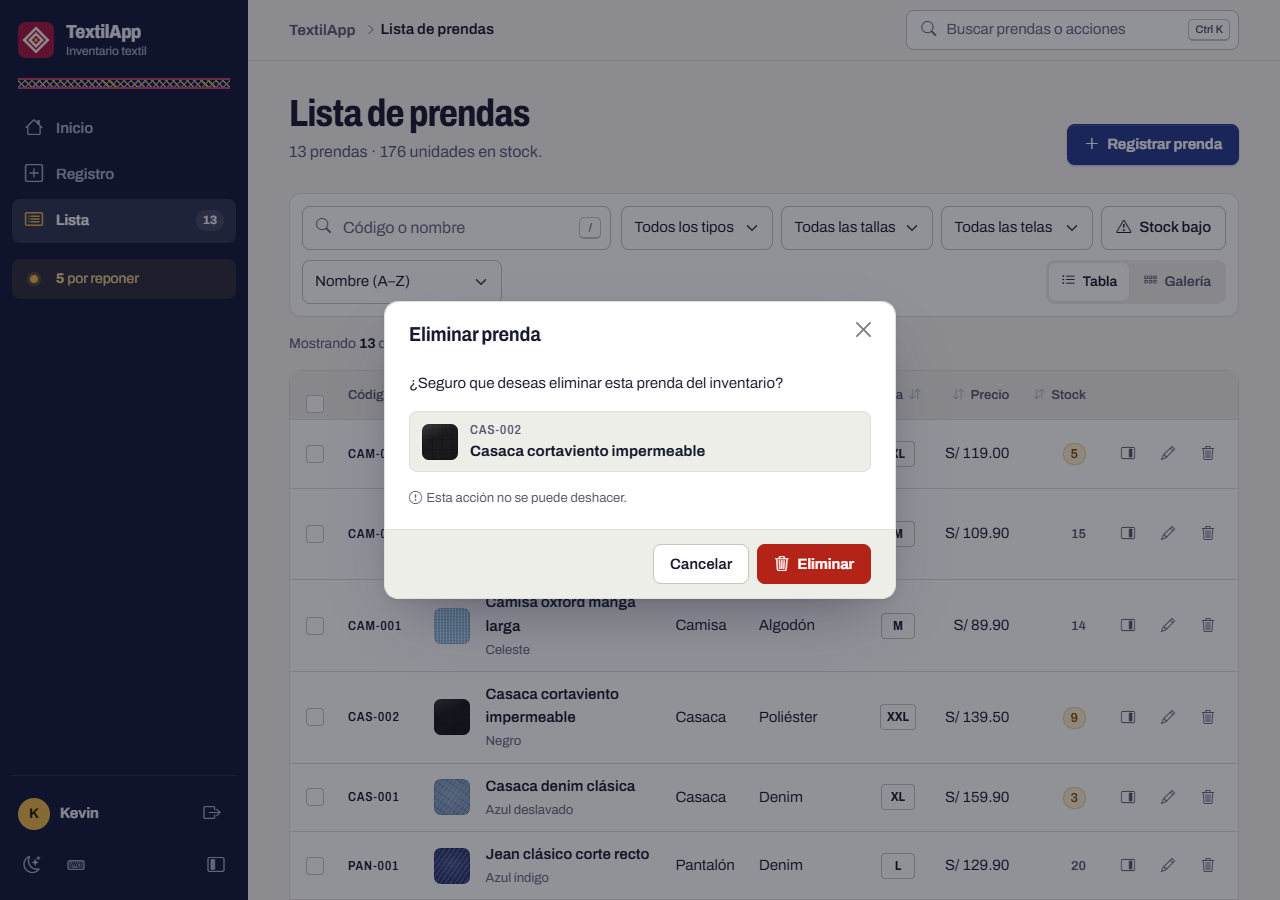 TextilApp
Inventario textil
Inicio
Registro
Lista 13
5 por reponer
K Kevin
TextilApp Lista de prendas
Buscar prendas o acciones Ctrl K
Lista de prendas
13 prendas · 176 unidades en stock.
Registrar prenda
Código o nombre /
Todos los tipos
Todas las tallas
Todas las telas
Stock bajo
Nombre (A–Z)
Tabla
Galería
Mostrando 13
Precio Stock
S/ 119.00 5
S/ 109.90 15
Eliminar prenda
¿Seguro que deseas eliminar esta prenda del inventario?
CAS-002
Casaca cortaviento impermeable
Esta acción no se puede deshacer.
Cancelar
Eliminar
CAM-001 Camisa oxford manga larga Celeste Camisa Algodón M S/ 89.90 14
CAS-002 Casaca cortaviento impermeable Negro Casaca Poliéster XXL S/ 139.50 9
CAS-001 Casaca denim clásica Azul deslavado Casaca Denim XL S/ 159.90 3
PAN-001 Jean clásico corte recto Azul índigo Pantalón Denim L S/ 129.90 20